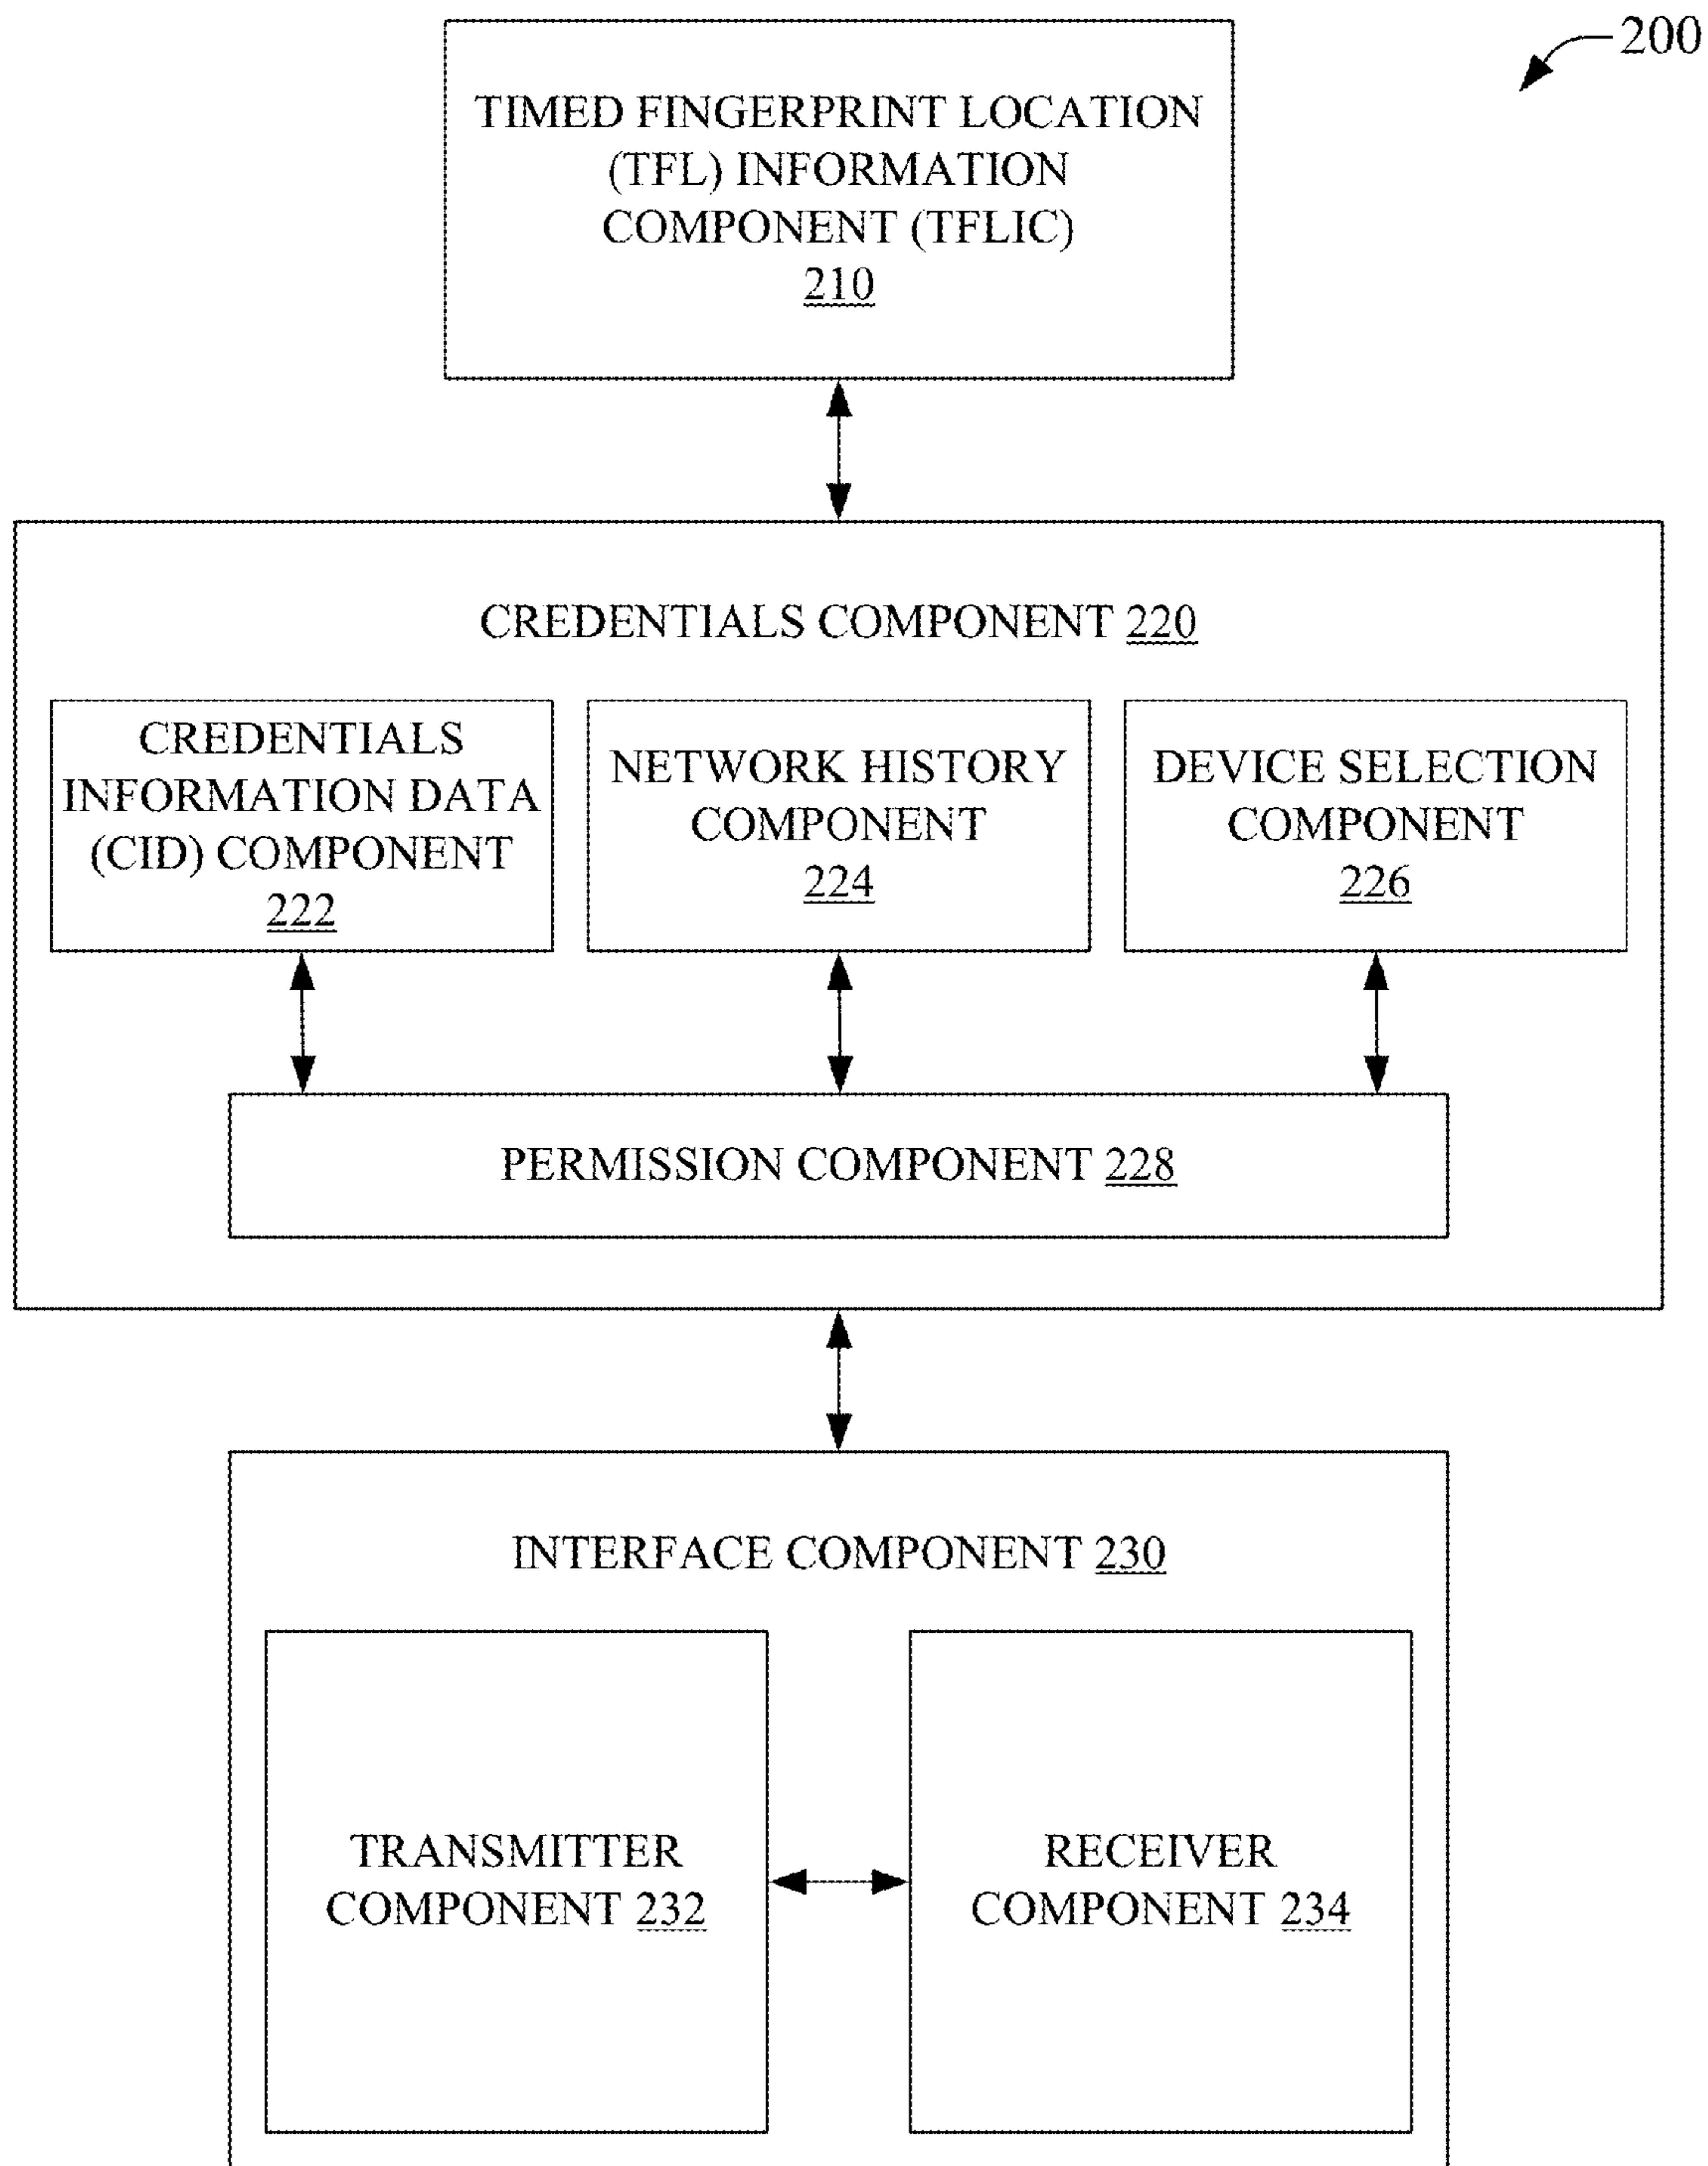 200
TIMED FINGERPRINT LOCATION
(TFL) INFORMATION
COMPONENT (TFLIC)
210
CREDENTIALS COMPONENT 220
CREDENTIALS
INFORMATION DATA
(CID) COMPONENT
222
NETWORK HISTORY
COMPONENT
224
DEVICE SELECTION
COMPONENT
226
PERMISSION COMPONENT 228
INTERFACE COMPONENT 230
TRANSMITTER
COMPONENT 232
RECEIVER
COMPONENT 234